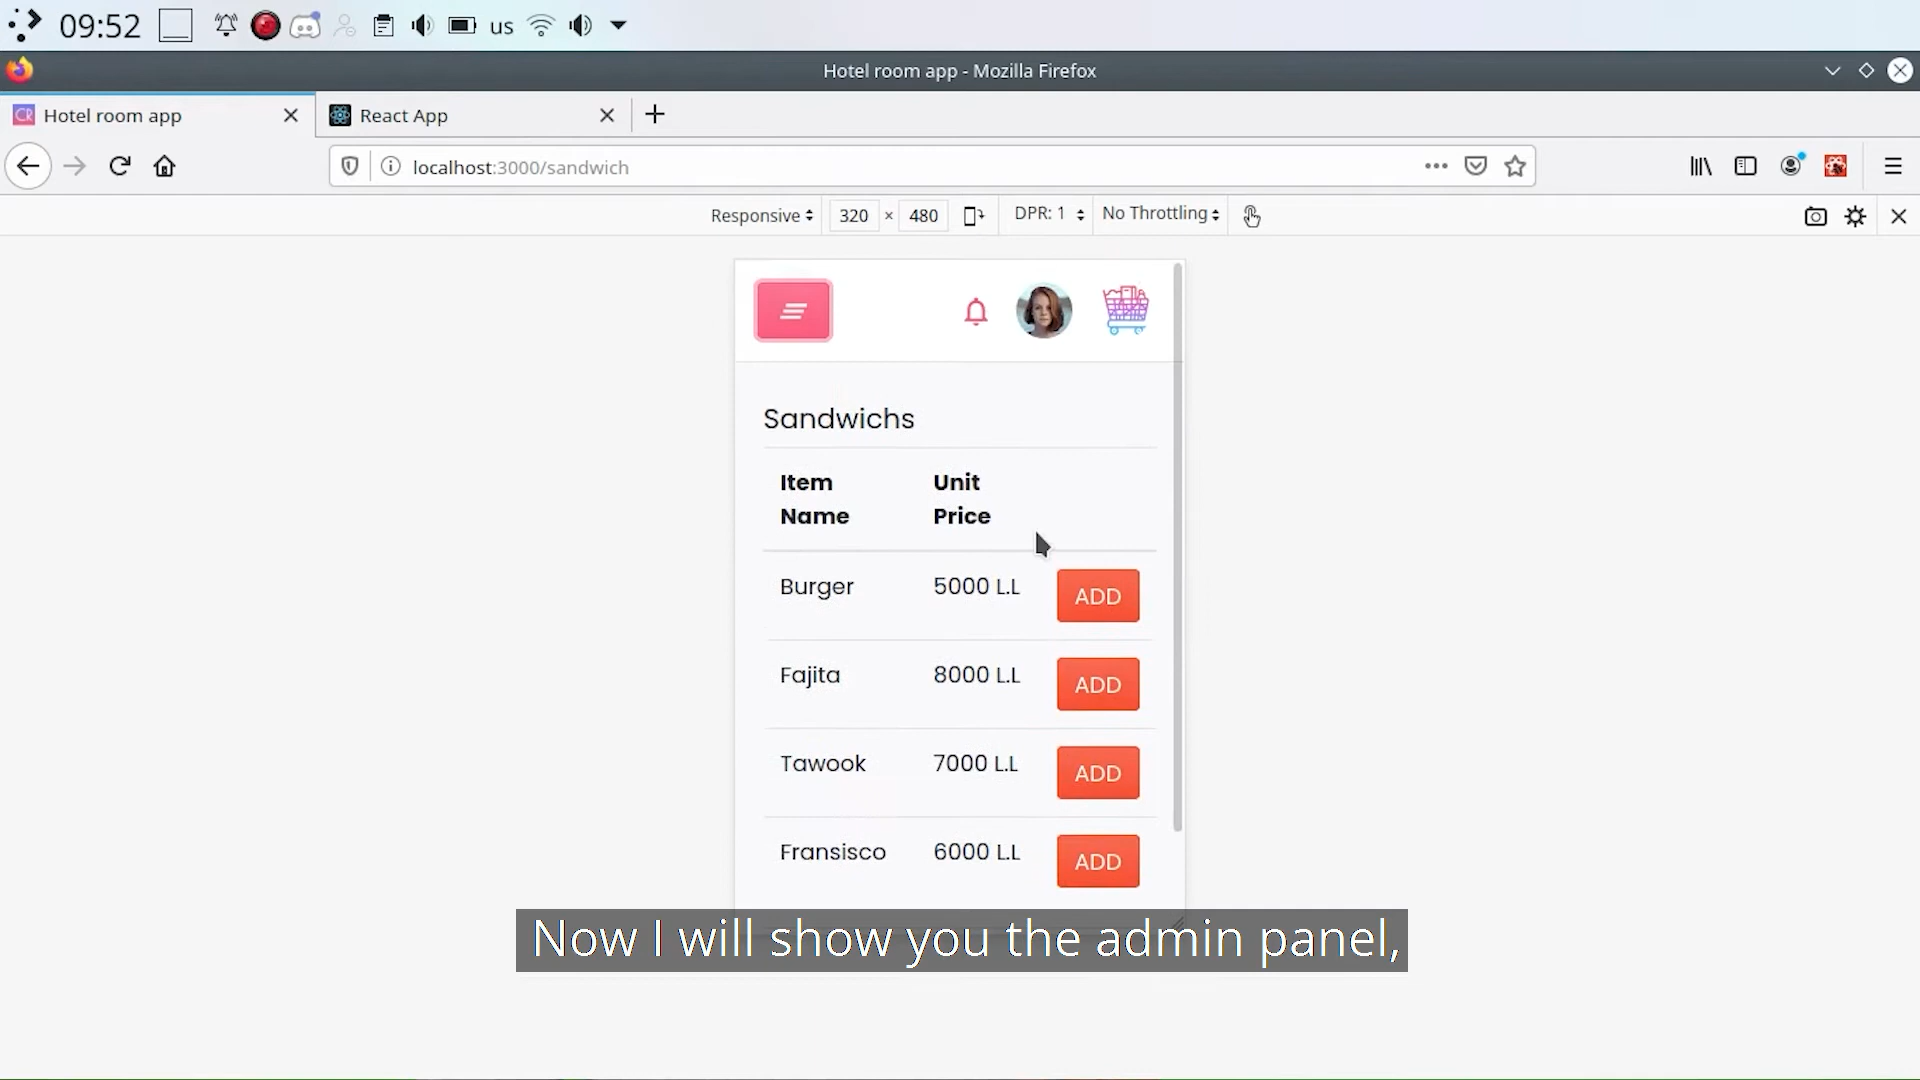 09:52
us
Hotel room app - Mozilla Firefox
CR Hotel room app
React App
localhost:3000/sandwich
Responsive 320 × 480 DPR: 1 No Throttling
Sandwichs
Item Name
Unit Price
Burger 5000 L.L ADD
Fajita 8000 L.L ADD
Tawook 7000 L.L ADD
Fransisco 6000 L.L ADD
Now I will show you the admin panel,